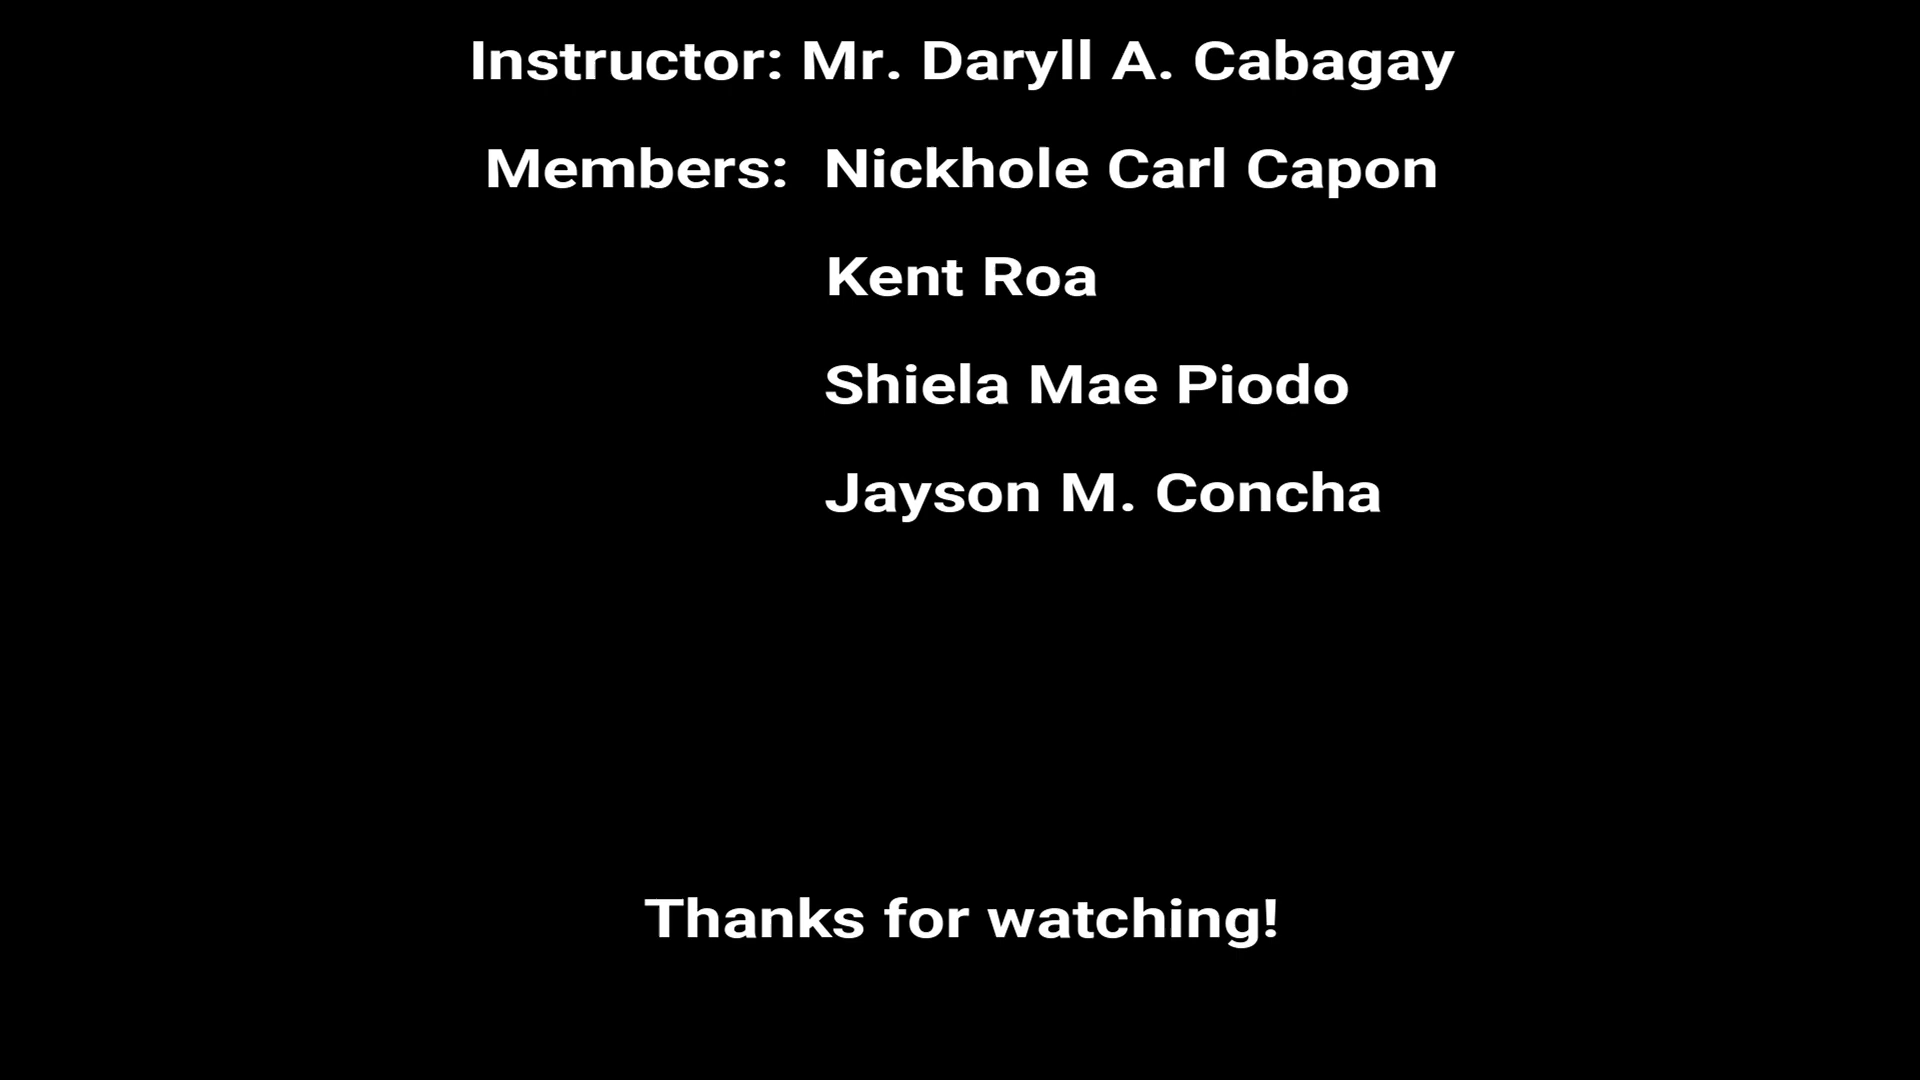 Instructor: Mr. Daryll A. Cabagay
Members: Nickhole Carl Capon
Kent Roa
Shiela Mae Piodo
Jayson M. Concha
Thanks for watching!